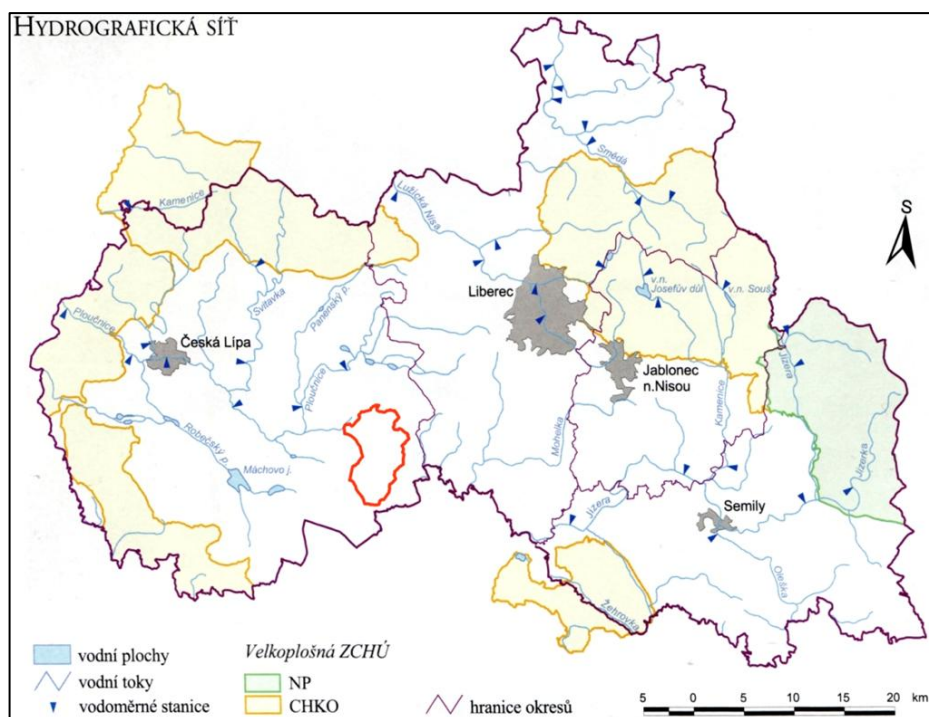 HYDROGRAFICKÁ SÍŤ
S
Kamenice
Lužická Nisa
Smědá
Liberec
v.n.
Josefův důl
v.n. Souš
Ploučnice
Svitavka
Panenský p.
Česká Lípa
Jablonec
n.Nisou
Jizera
Ploučnice
Kamenice
Robečský p.
Mohelka
Máchovo j.
Jizerka
Semily
Jizera
Oleška
Žehrovka
vodní plochy
vodní toky
vodoměrné stanice
Velkoplošná ZCHÚ
NP
CHKO
hranice okresů
5 0 5 10 15 20 km